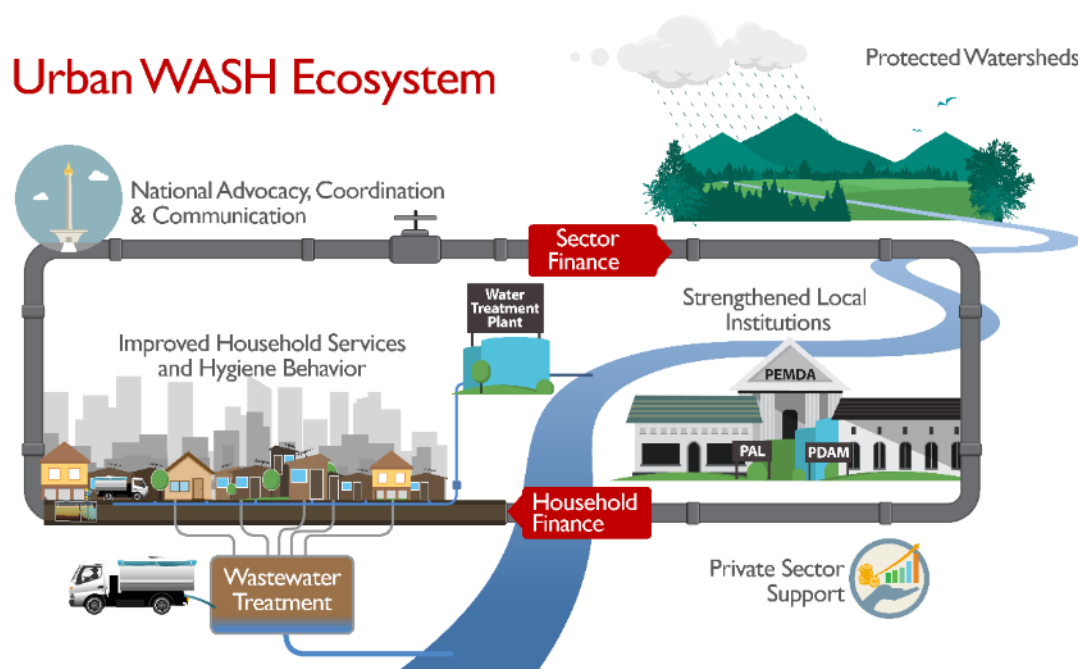 Urban WASH Ecosystem
Protected Watersheds
National Advocacy, Coordination
& Communication
Sector
Finance
Water
Treatment
Plant
Strengthened Local
Institutions
Improved Household Services
and Hygiene Behavior
PEMDA
PAL
PDAM
Household
Finance
Wastewater
Treatment
Private Sector
Support